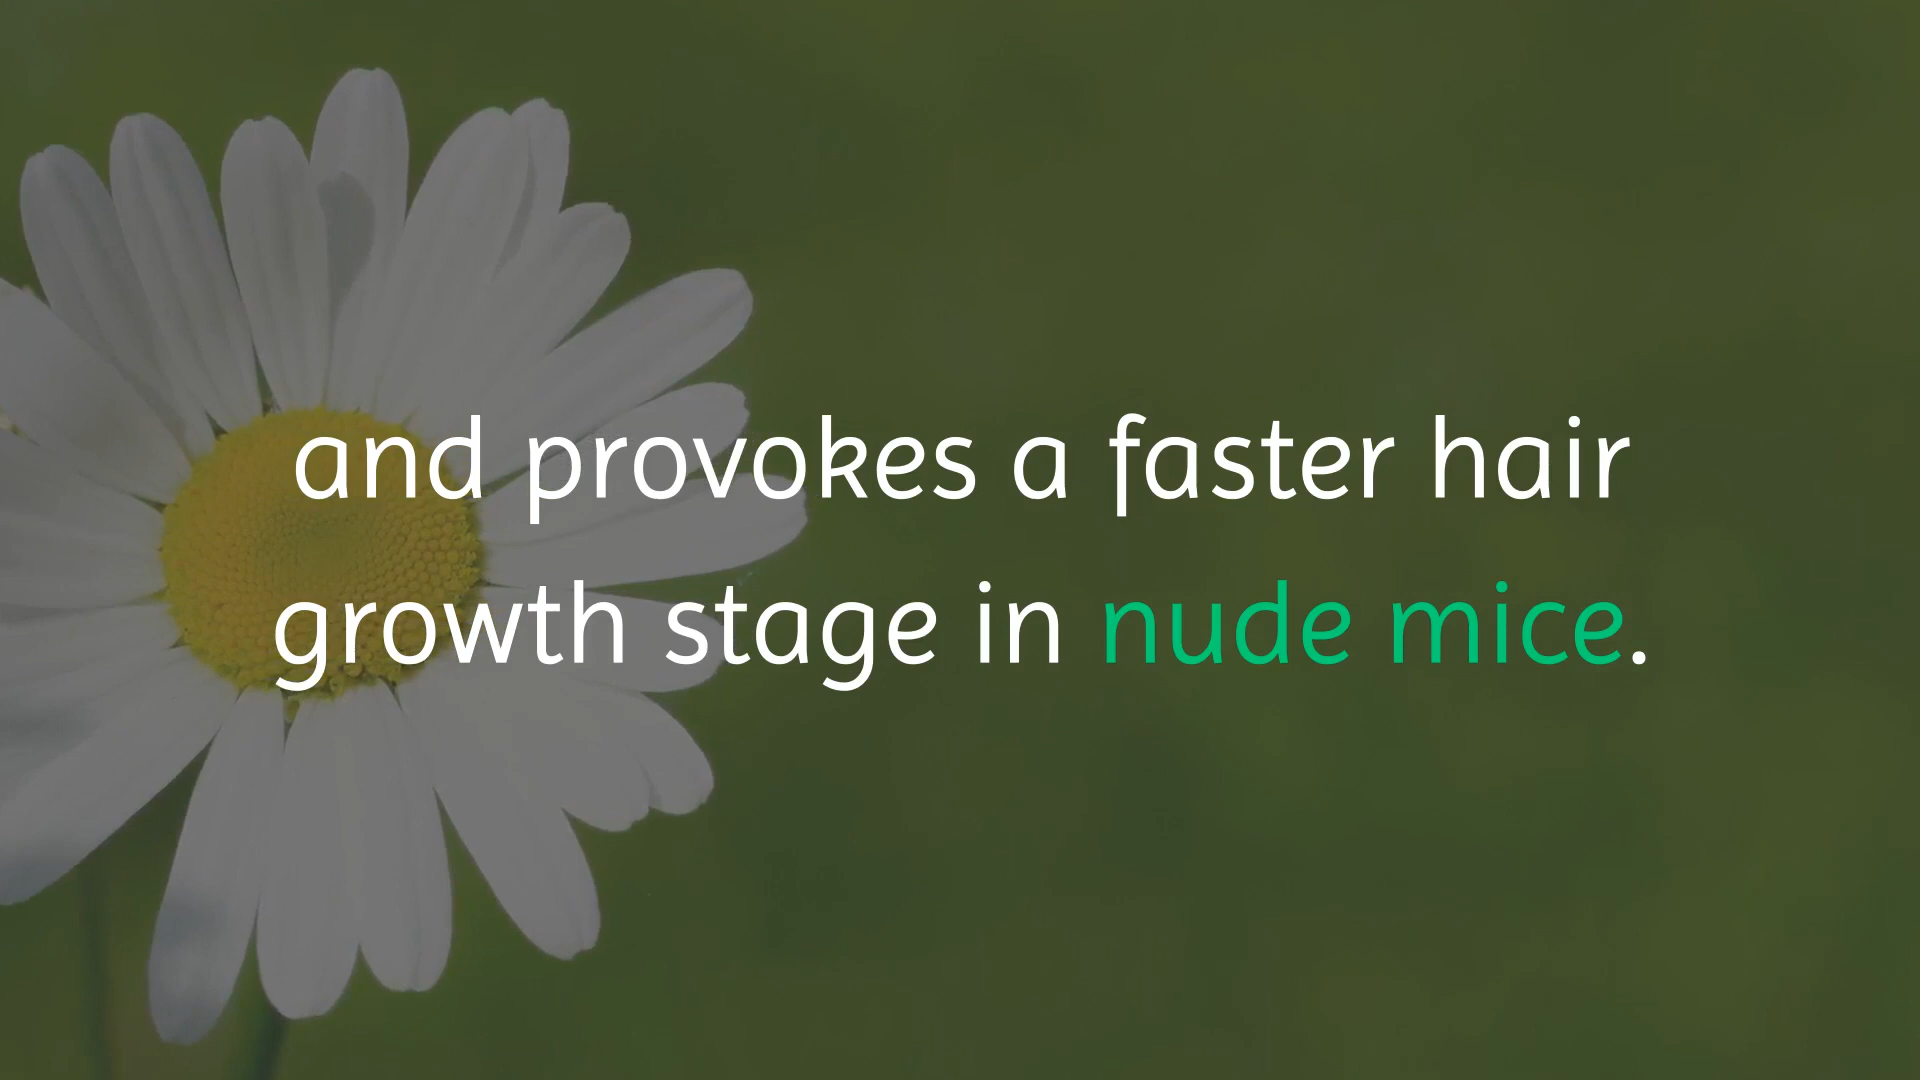 and provokes a faster hair
growth stage in nude mice.